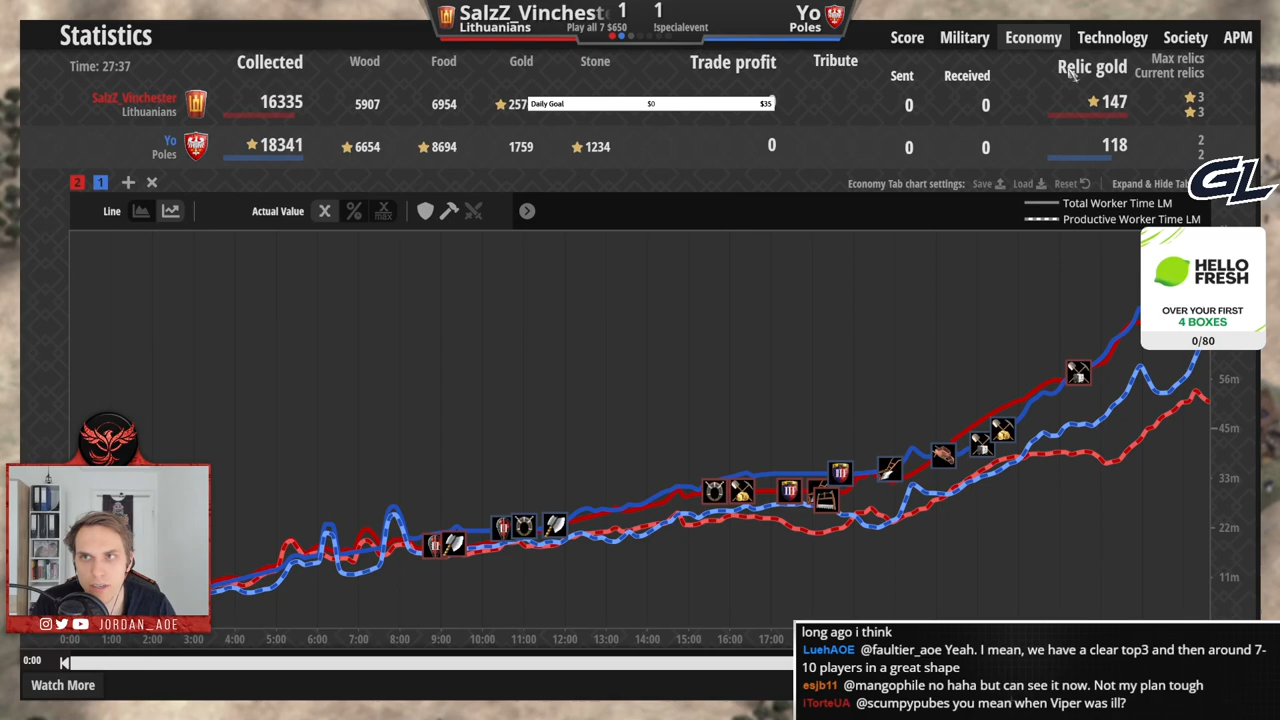 SalzZ_Vinchest
Lithuanians
1
1
Play all 7 $650
!specialevent
Yo
Poles
Statistics
Score
Military
Economy
Technology
Society
APM
Time: 27:37
Collected
Wood
Food
Gold
Stone
Trade profit
Tribute
Sent
Received
Relic gold
Max relics
Current relics
SalzZ_Vinchester
Lithuanians
16335
5907
6954
257
Daily Goal
$0
$35
0
0
147
3
3
Yo
Poles
18341
6654
8694
1759
1234
0
0
0
118
2
2
2
1
Economy Tab chart settings:
Save
Load
Reset
Expand & Hide Tab
GL
Line
Actual Value
X
%
X
max
Total Worker Time LM
Productive Worker Time LM
HELLO
FRESH
OVER YOUR FIRST
4 BOXES
0/80
56m
45m
33m
22m
11m
JORDAN_AOE
0:00
1:00
2:00
3:00
4:00
5:00
6:00
7:00
8:00
9:00
10:00
11:00
12:00
13:00
14:00
15:00
16:00
17:00
0:00
Watch More
long ago i think
LuehAOE @faultier_aoe Yeah. I mean, we have a clear top3 and then around 7-
10 players in a great shape
esjb11 @mangophile no haha but can see it now. Not my plan tough
ITorteUA @scumpypubes you mean when Viper was ill?